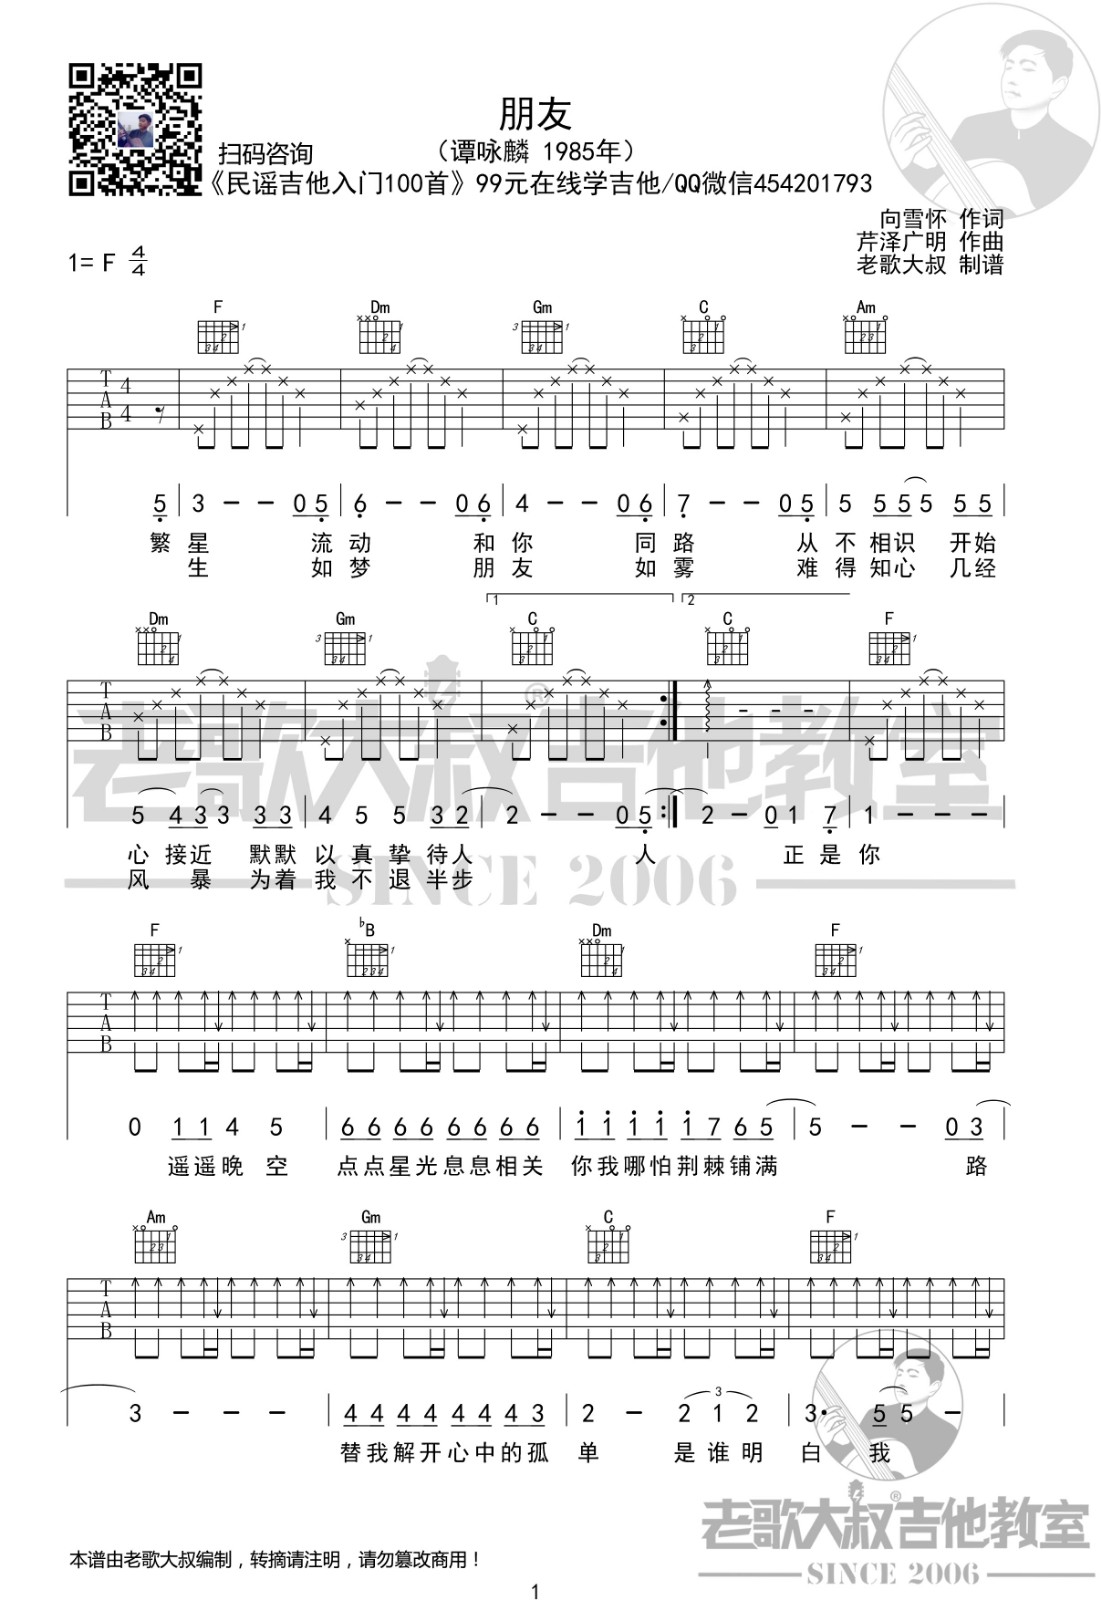 朋友
扫码咨询
（谭咏麟 1985年）
《民谣吉他入门100首》99元在线学吉他/QQ微信454201793
向雪怀 作词
芹泽广明 作曲
老歌大叔 制谱
1= F 4/4
F Dm Gm C Am
5 | 3 - - 0 5 | 6 - - 0 6 | 4 - - 0 6 | 7 - - 0 5 | 5 5 5 5 5 5 5 |
繁 星 流 动 和 你 同 路 从 不 相 识 开 始
生 如 梦 朋 友 如 雾 难 得 知 心 几 经
Dm Gm 1 C 2 C F
老歌大叔吉他教室®
5 4 3 3 3 3 | 4 5 5 3 2 | 2 - - 0 5 :| 2 - 0 1 7 | 1 - - - |
心 接 近 默 默 以 真 挚 待 人 人 正 是 你
风 暴 为 着 我 不 退 半 步
SINCE 2006
F ♭B Dm F
0 1 1 4 5 | 6 6 6 6 6 6 6 6 | 1 1 1 1 1 7 6 5 | 5 - - 0 3 |
遥 遥 晚 空 点 点 星 光 息 息 相 关 你 我 哪 怕 荆 棘 铺 满 路
Am Gm C F
3 - - - | 4 4 4 4 4 4 4 3 | 2 - 2 1 2 | 3· 5 5 - |
替 我 解 开 心 中 的 孤 单 是 谁 明 白 我
老歌大叔吉他教室®
SINCE 2006
本谱由老歌大叔编制，转摘请注明，请勿篡改商用！
1